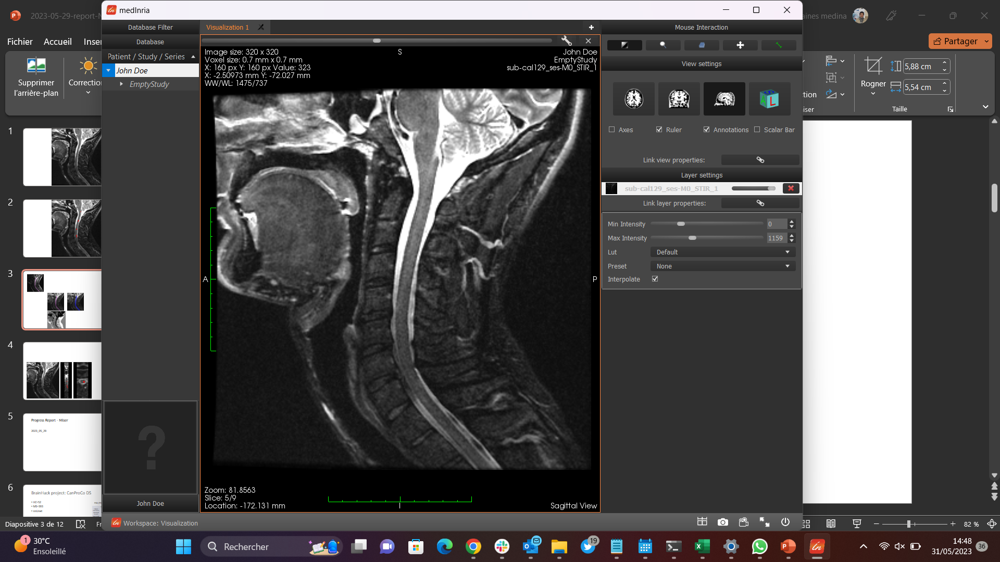 2023-05-29-report-N
medInria
aines medina
Fichier
Accueil
Inser
Partager
Supprimer
l'arrière-plan
Correction
Rogner
5,88 cm
5,54 cm
tion
iser
Taille
Database Filter
Database
Patient / Study / Series
John Doe
EmptyStudy
John Doe
Visualization 1
Image size: 320 x 320
Voxel size: 0.7 mm x 0.7 mm
X: 160 px Y: 160 px Value: 323
X: -2.50973 mm Y: -72.027 mm
WW/WL: 1475/737
S
John Doe
EmptyStudy
sub-cal129_ses-M0_STIR_1
A
P
Zoom: 81.8563
Slice: 5/9
Location: -172.131 mm
I
Sagittal View
Mouse Interaction
View settings
A S L
Axes
Ruler
Annotations
Scalar Bar
Link view properties:
Layer settings
sub-cal129_ses-M0_STIR_1
Link layer properties:
Min Intensity 0
Max Intensity 1159
Lut Default
Preset None
Interpolate
Workspace: Visualization
1
2
3
4
5
Progress Report - Nilser
2023_05_29
6
BrainHack project: CanProCo DS
• HC=52
• MS=393
• nnUnet
Diapositive 3 de 12
Fr
82 %
1
30°C
Ensoleillé
Rechercher
19
14:48
31/05/2023
36